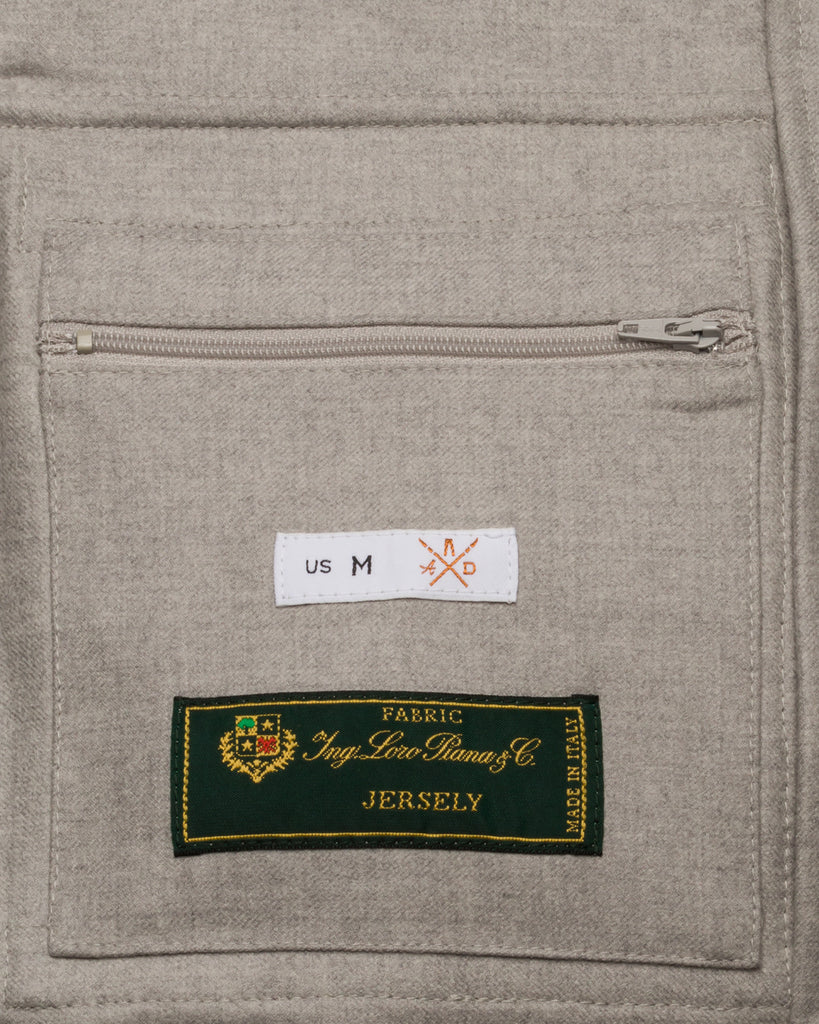 US M
A A D
FABRIC
Ing. Loro Piana & C.
JERSELY
MADE IN ITALY